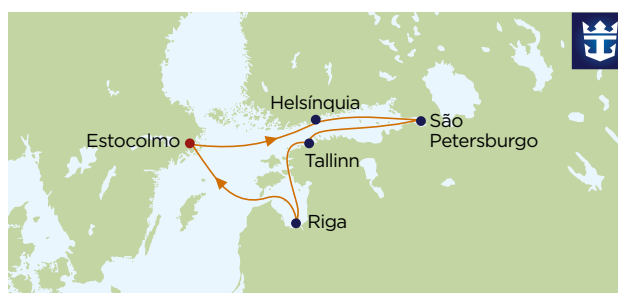 Helsínquia
Estocolmo
São
Petersburgo
Tallinn
Riga